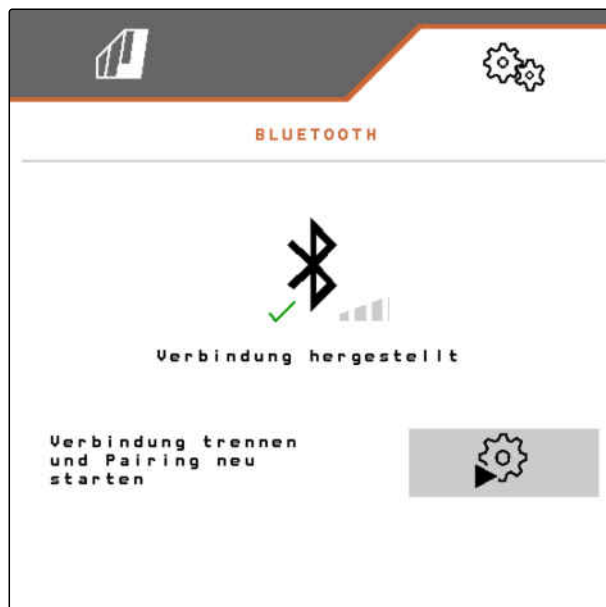 BLUETOOTH
Verbindung hergestellt
Verbindung trennen
und Pairing neu
starten